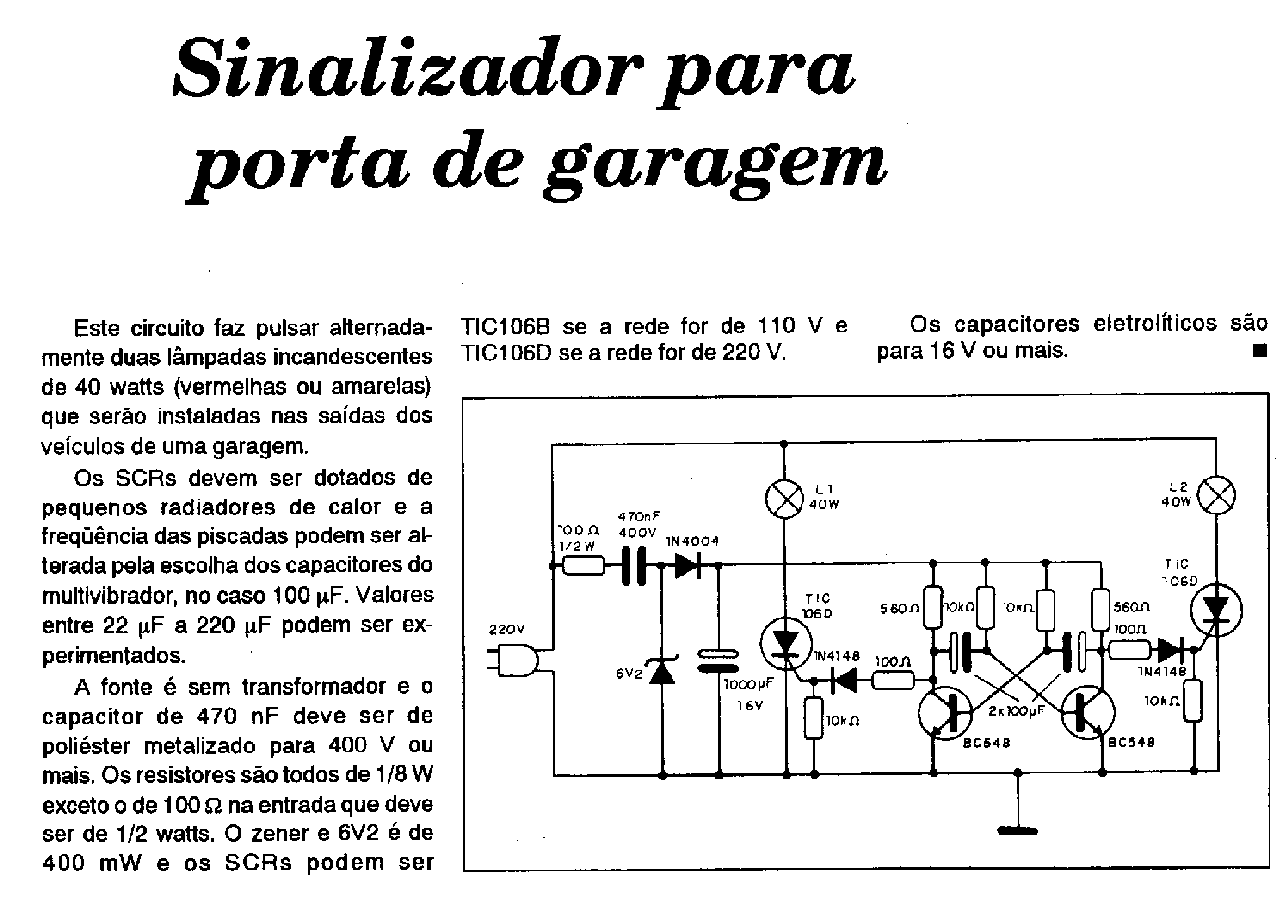 Sinalizador para
porta de garagem
Este circuito faz pulsar alternada-
mente duas lâmpadas incandescentes
de 40 watts (vermelhas ou amarelas)
que serão instaladas nas saídas dos
veículos de uma garagem.
Os SCRs devem ser dotados de
pequenos radiadores de calor e a
freqüência das piscadas podem ser al-
terada pela escolha dos capacitores do
multivibrador, no caso 100 µF. Valores
entre 22 µF a 220 µF podem ser ex-
perimentados.
A fonte é sem transformador e o
capacitor de 470 nF deve ser de
poliéster metalizado para 400 V ou
mais. Os resistores são todos de 1/8 W
exceto o de 100 Ω na entrada que deve
ser de 1/2 watts. O zener e 6V2 é de
400 mW e os SCRs podem ser
TIC106B se a rede for de 110 V e
TIC106D se a rede for de 220 V.
Os capacitores eletrolíticos são
para 16 V ou mais.
220V
100Ω
1/2W
470nF
400V
1N4004
6V2
1000µF
16V
L1
40W
TIC
106D
1N4148
10kΩ
100Ω
560Ω
10kΩ
10kΩ
560Ω
2x100µF
BC548
BC548
100Ω
1N4148
10kΩ
L2
40W
TIC
106D